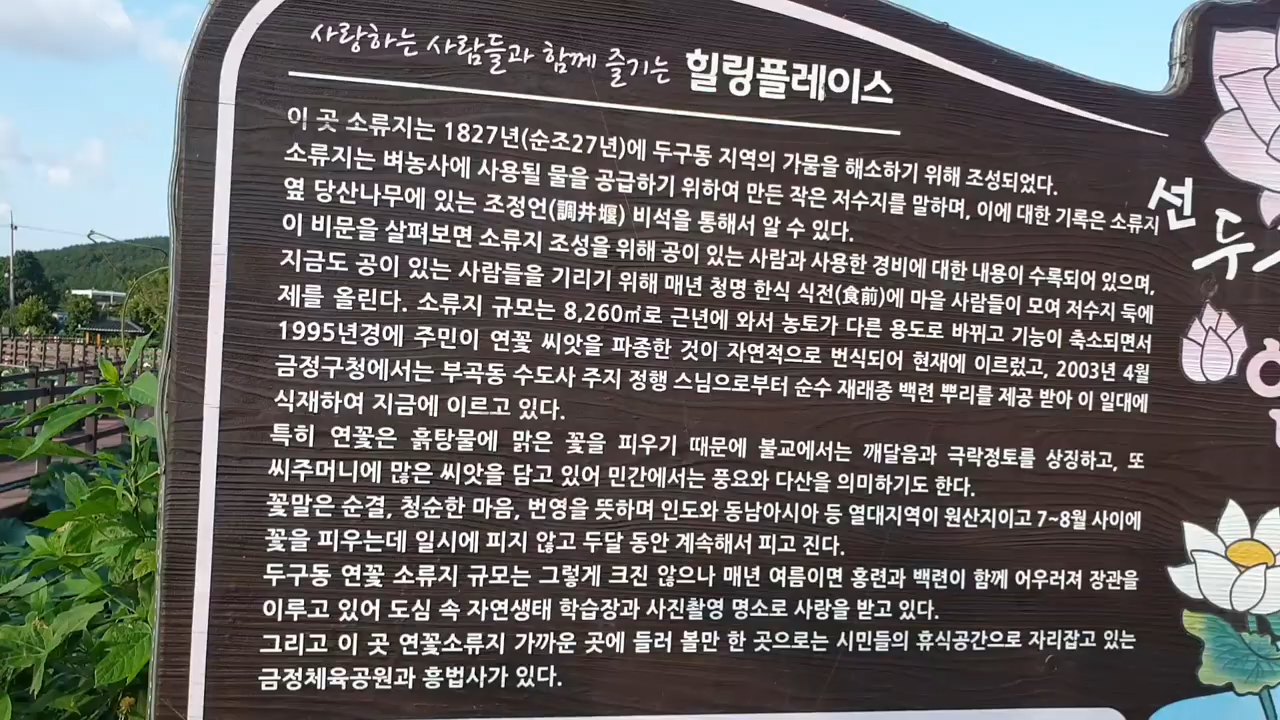 사랑하는 사람들과 함께 즐기는 힐링플레이스
이 곳 소류지는 1827년(순조27년)에 두구동 지역의 가뭄을 해소하기 위해 조성되었다.
소류지는 벼농사에 사용될 물을 공급하기 위하여 만든 작은 저수지를 말하며, 이에 대한 기록은 소류지
옆 당산나무에 있는 조정언(調井堰) 비석을 통해서 알 수 있다.
이 비문을 살펴보면 소류지 조성을 위해 공이 있는 사람과 사용한 경비에 대한 내용이 수록되어 있으며,
지금도 공이 있는 사람들을 기리기 위해 매년 청명 한식 식전(食前)에 마을 사람들이 모여 저수지 둑에
제를 올린다. 소류지 규모는 8,260㎡로 근년에 와서 농토가 다른 용도로 바뀌고 기능이 축소되면서
1995년경에 주민이 연꽃 씨앗을 파종한 것이 자연적으로 번식되어 현재에 이르렀고, 2003년 4월
금정구청에서는 부곡동 수도사 주지 정행 스님으로부터 순수 재래종 백련 뿌리를 제공 받아 이 일대에
식재하여 지금에 이르고 있다.
특히 연꽃은 흙탕물에 맑은 꽃을 피우기 때문에 불교에서는 깨달음과 극락정토를 상징하고, 또
씨주머니에 많은 씨앗을 담고 있어 민간에서는 풍요와 다산을 의미하기도 한다.
꽃말은 순결, 청순한 마음, 번영을 뜻하며 인도와 동남아시아 등 열대지역이 원산지이고 7~8월 사이에
꽃을 피우는데 일시에 피지 않고 두달 동안 계속해서 피고 진다.
두구동 연꽃 소류지 규모는 그렇게 크진 않으나 매년 여름이면 홍련과 백련이 함께 어우러져 장관을
이루고 있어 도심 속 자연생태 학습장과 사진촬영 명소로 사랑을 받고 있다.
그리고 이 곳 연꽃소류지 가까운 곳에 들러 볼만 한 곳으로는 시민들의 휴식공간으로 자리잡고 있는
금정체육공원과 흥법사가 있다.
선
두